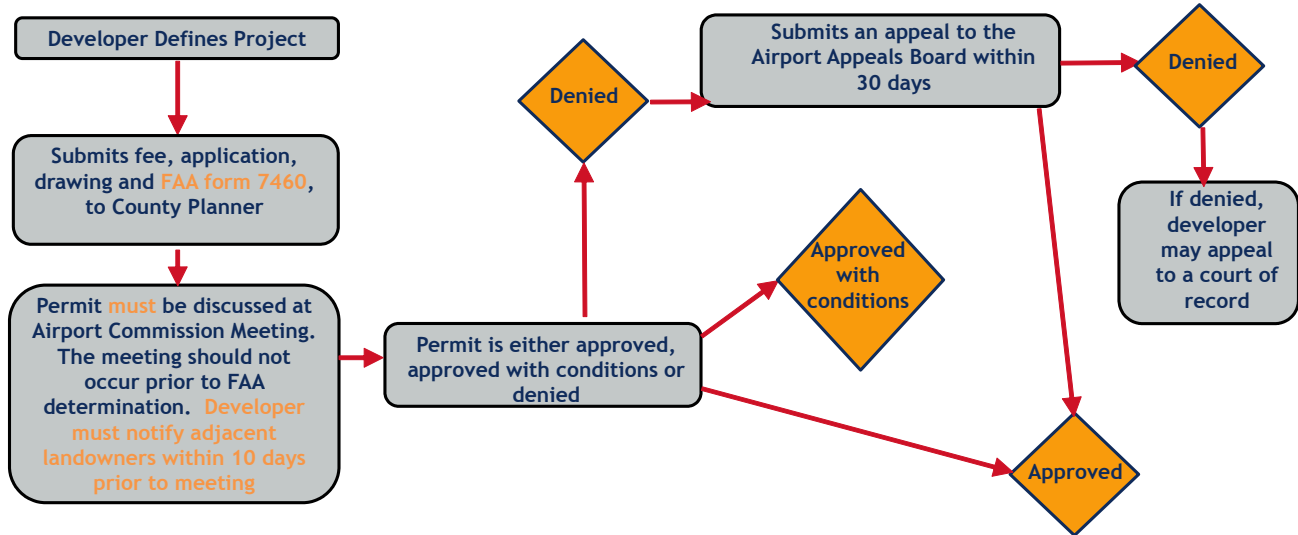 Developer Defines Project
Submits fee, application,
drawing and FAA form 7460,
to County Planner
Permit must be discussed at
Airport Commission Meeting.
The meeting should not
occur prior to FAA
determination. Developer
must notify adjacent
landowners within 10 days
prior to meeting
Permit is either approved,
approved with conditions or
denied
Denied
Submits an appeal to the
Airport Appeals Board within
30 days
Denied
If denied,
developer
may appeal
to a court of
record
Approved
with
conditions
Approved